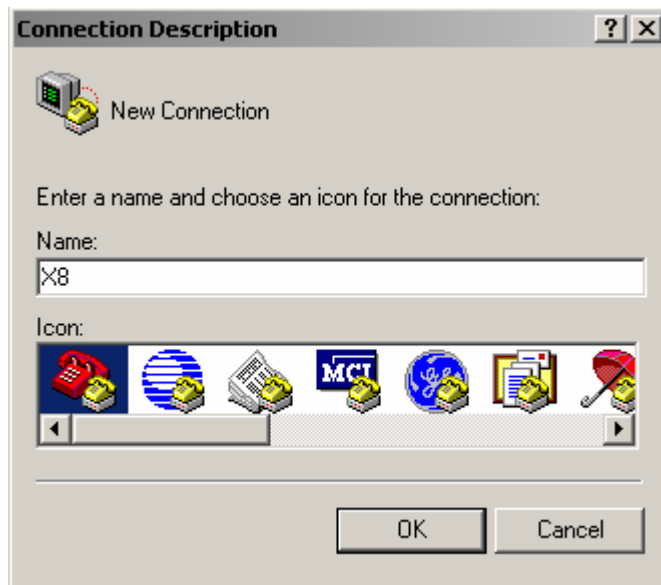 Connection Description
New Connection
Enter a name and choose an icon for the connection:
Name:
X8
Icon:
MCI
OK Cancel